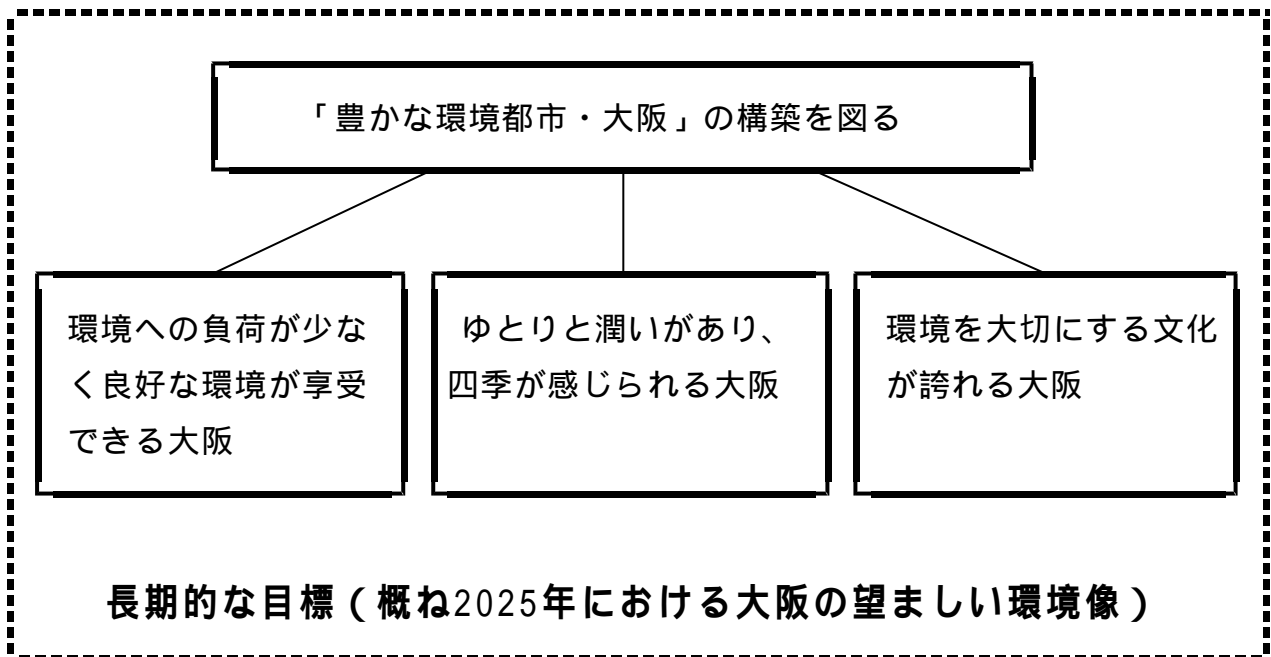 「豊かな環境都市・大阪」の構築を図る
環境への負荷が少な
く良好な環境が享受
できる大阪
ゆとりと潤いがあり、
四季が感じられる大阪
環境を大切にする文化
が誇れる大阪
長期的な目標（概ね2025年における大阪の望ましい環境像）